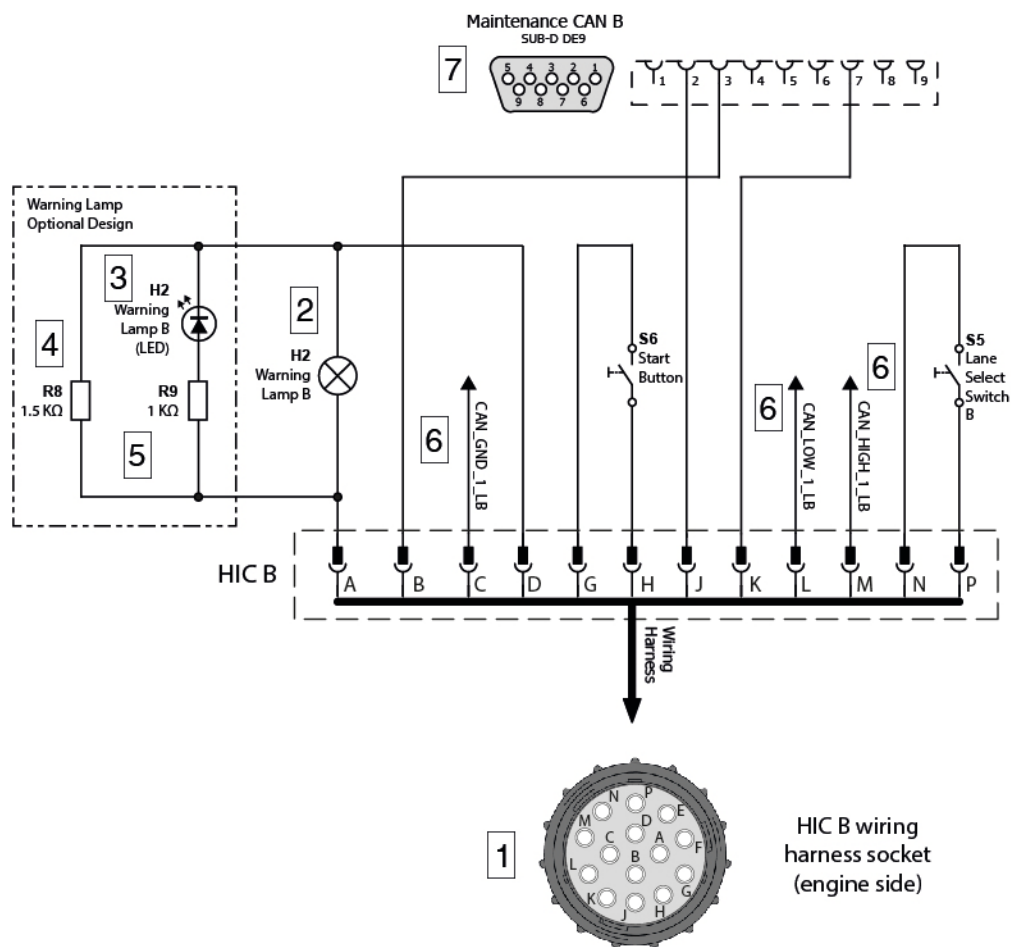 Maintenance CAN B
SUB-D DE9
7
5 4 3 2 1
9 8 7 6
1 2 3 4 5 6 7 8 9
Warning Lamp
Optional Design
3
H2
Warning
Lamp B
(LED)
4
R8
1.5 KΩ
R9
1 KΩ
5
2
H2
Warning
Lamp B
6
CAN_GND_1_LB
S6
Start
Button
6
CAN_LOW_1_LB
CAN_HIGH_1_LB
6
S5
Lane
Select
Switch
B
HIC B
A B C D G H J K L M N P
Wiring
Harness
1
N P E
M D
C A F
B
L G
K J H
HIC B wiring
harness socket
(engine side)